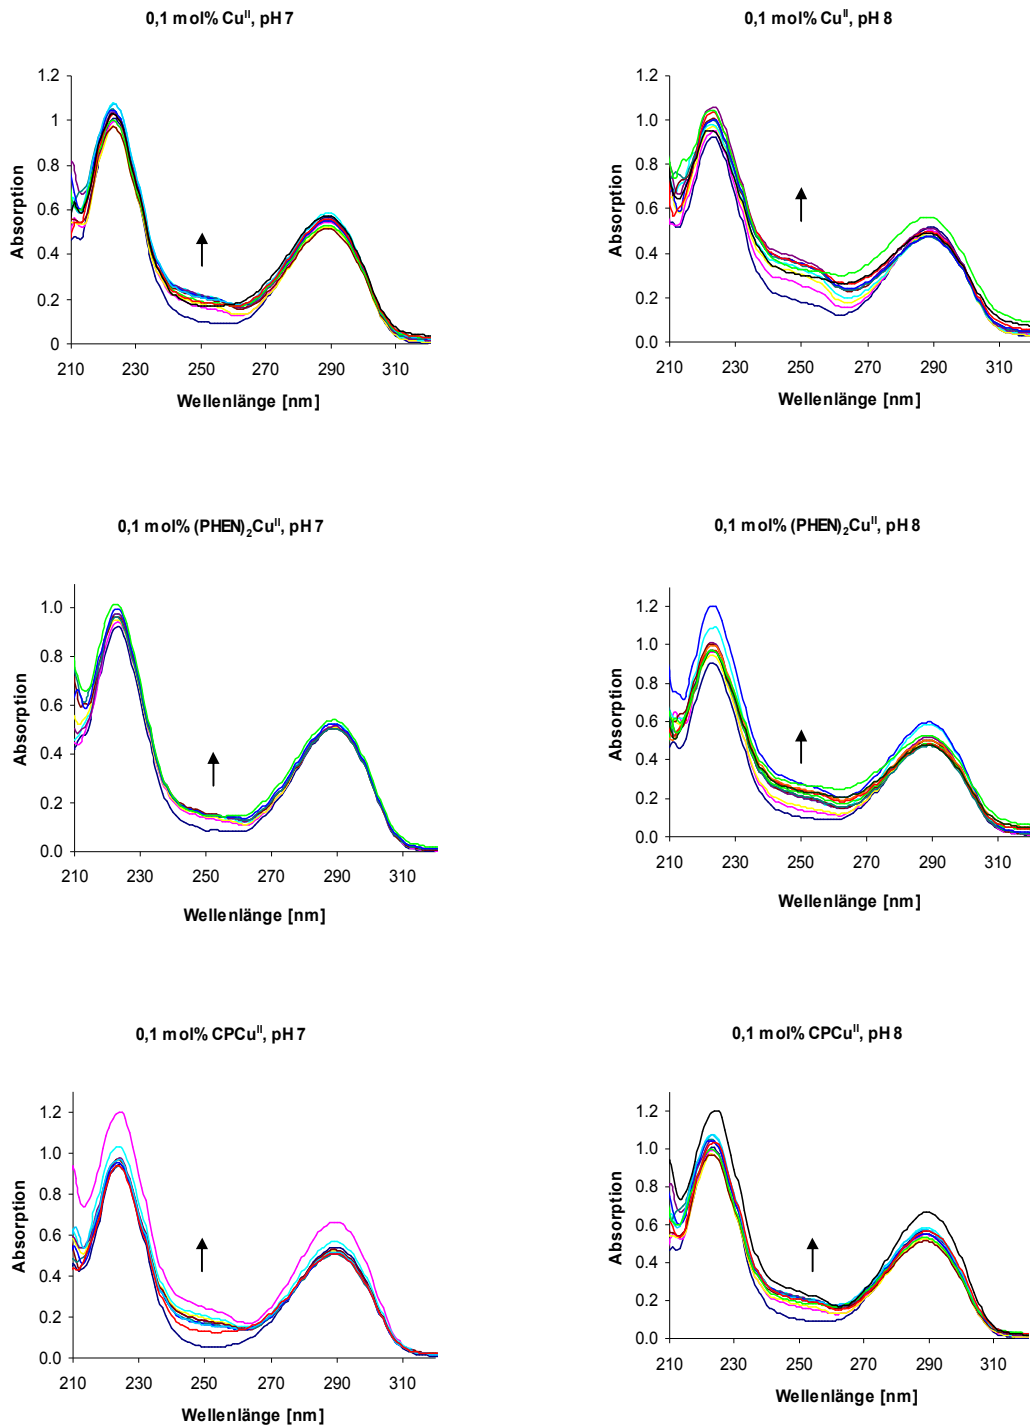 0,1 mol% Cu^II, pH 7
0,1 mol% Cu^II, pH 8
Absorption
1.2
1
0.8
0.6
0.4
0.2
0
210 230 250 270 290 310
Wellenlänge [nm]
Absorption
1.2
1.0
0.8
0.6
0.4
0.2
0.0
210 230 250 270 290 310
Wellenlänge [nm]
0,1 mol% (PHEN)₂Cu^II, pH 7
0,1 mol% (PHEN)₂Cu^II, pH 8
Absorption
1.0
0.8
0.6
0.4
0.2
0.0
210 230 250 270 290 310
Wellenlänge [nm]
Absorption
1.2
1.0
0.8
0.6
0.4
0.2
0.0
210 230 250 270 290 310
Wellenlänge [nm]
0,1 mol% CPCu^II, pH 7
0,1 mol% CPCu^II, pH 8
Absorption
1.2
1.0
0.8
0.6
0.4
0.2
0.0
210 230 250 270 290 310
Wellenlänge [nm]
Absorption
1.2
1.0
0.8
0.6
0.4
0.2
0.0
210 230 250 270 290 310
Wellenlänge [nm]